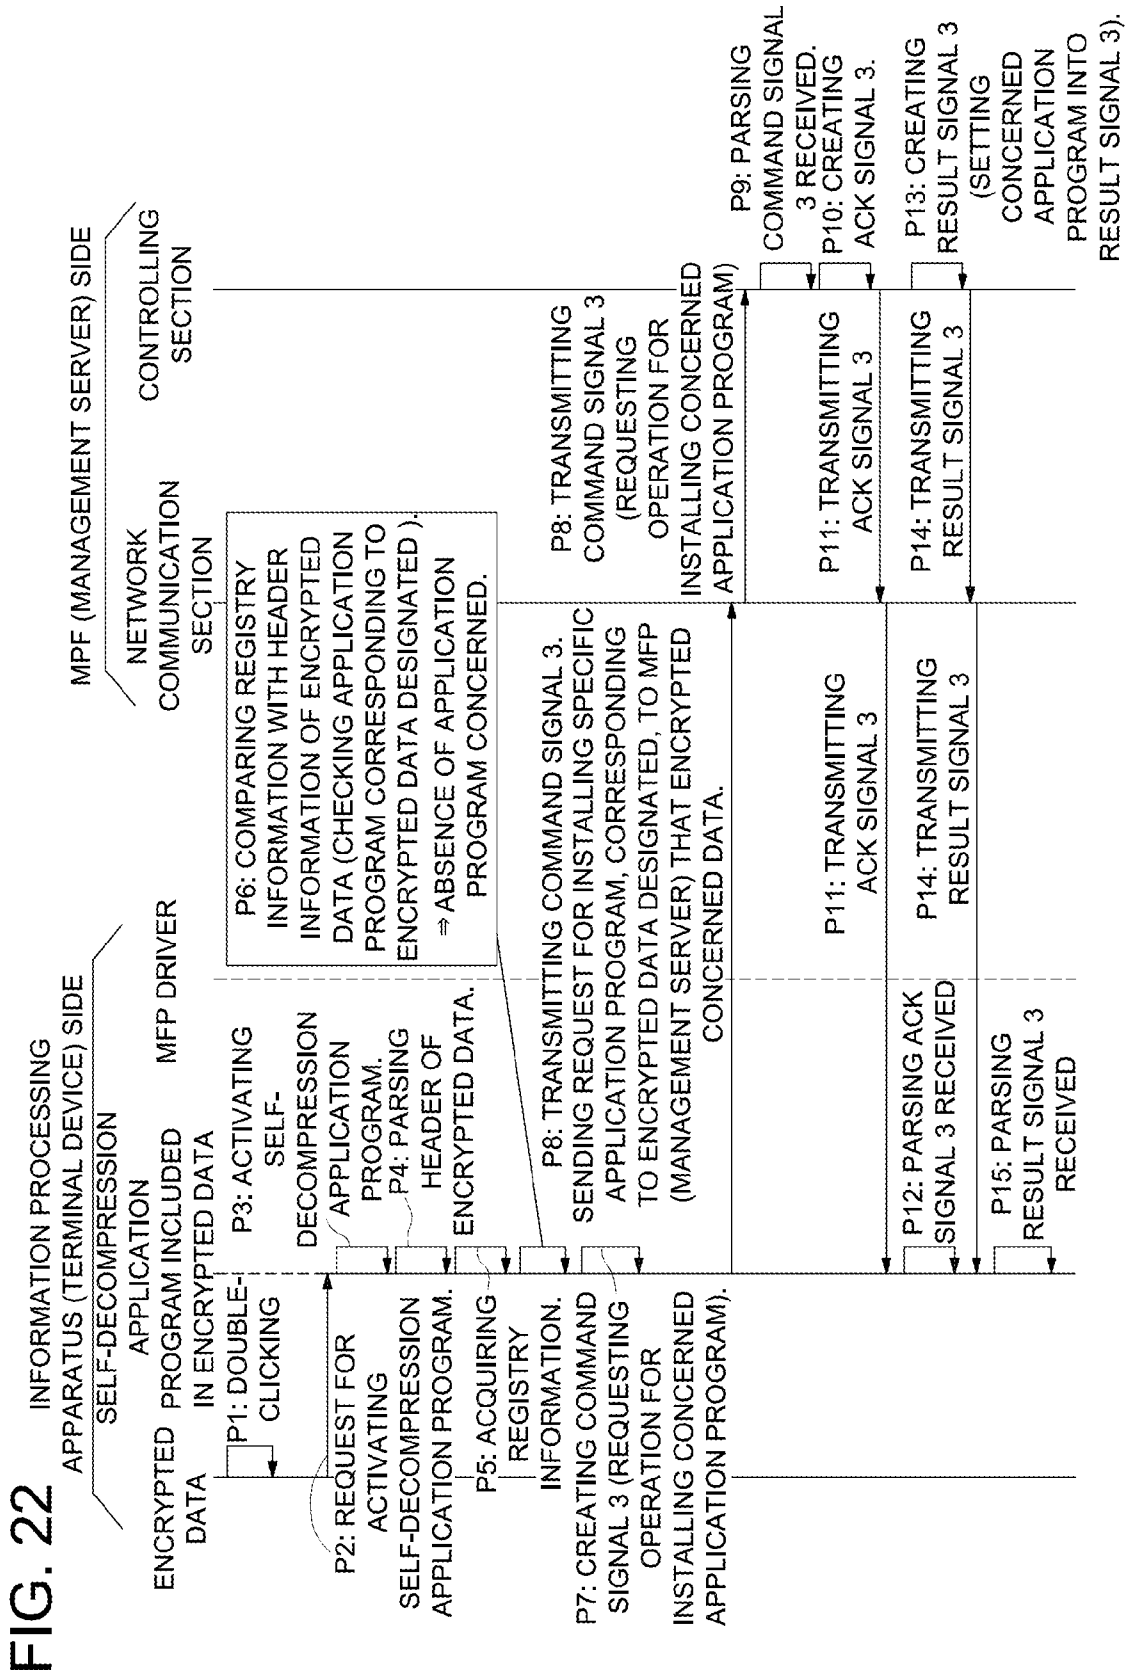 FIG. 22
INFORMATION PROCESSING
APPARATUS (TERMINAL DEVICE) SIDE
MPF (MANAGEMENT SERVER) SIDE
ENCRYPTED
DATA
SELF-DECOMPRESSION
APPLICATION
PROGRAM INCLUDED
IN ENCRYPTED DATA
MFP DRIVER
NETWORK
COMMUNICATION
SECTION
CONTROLLING
SECTION
P1: DOUBLE-
CLICKING
P2: REQUEST FOR
ACTIVATING
SELF-DECOMPRESSION
APPLICATION PROGRAM.
P3: ACTIVATING
SELF-
DECOMPRESSION
APPLICATION
PROGRAM.
P4: PARSING
HEADER OF
ENCRYPTED DATA.
P5: ACQUIRING
REGISTRY
INFORMATION.
P6: COMPARING REGISTRY
INFORMATION WITH HEADER
INFORMATION OF ENCRYPTED
DATA (CHECKING APPLICATION
PROGRAM CORRESPONDING TO
ENCRYPTED DATA DESIGNATED ).
⇒ ABSENCE OF APPLICATION
PROGRAM CONCERNED.
P7: CREATING COMMAND
SIGNAL 3 (REQUESTING
OPERATION FOR
INSTALLING CONCERNED
APPLICATION PROGRAM).
P8: TRANSMITTING COMMAND SIGNAL 3.
SENDING REQUEST FOR INSTALLING SPECIFIC
APPLICATION PROGRAM, CORRESPONDING
TO ENCRYPTED DATA DESIGNATED, TO MFP
(MANAGEMENT SERVER) THAT ENCRYPTED
CONCERNED DATA.
P8: TRANSMITTING
COMMAND SIGNAL 3
(REQUESTING
OPERATION FOR
INSTALLING CONCERNED
APPLICATION PROGRAM)
P9: PARSING
COMMAND SIGNAL
3 RECEIVED.
P10: CREATING
ACK SIGNAL 3.
P11: TRANSMITTING
ACK SIGNAL 3
P11: TRANSMITTING
ACK SIGNAL 3
P12: PARSING ACK
SIGNAL 3 RECEIVED
P13: CREATING
RESULT SIGNAL 3
(SETTING
CONCERNED
APPLICATION
PROGRAM INTO
RESULT SIGNAL 3).
P14: TRANSMITTING
RESULT SIGNAL 3
P14: TRANSMITTING
RESULT SIGNAL 3
P15: PARSING
RESULT SIGNAL 3
RECEIVED